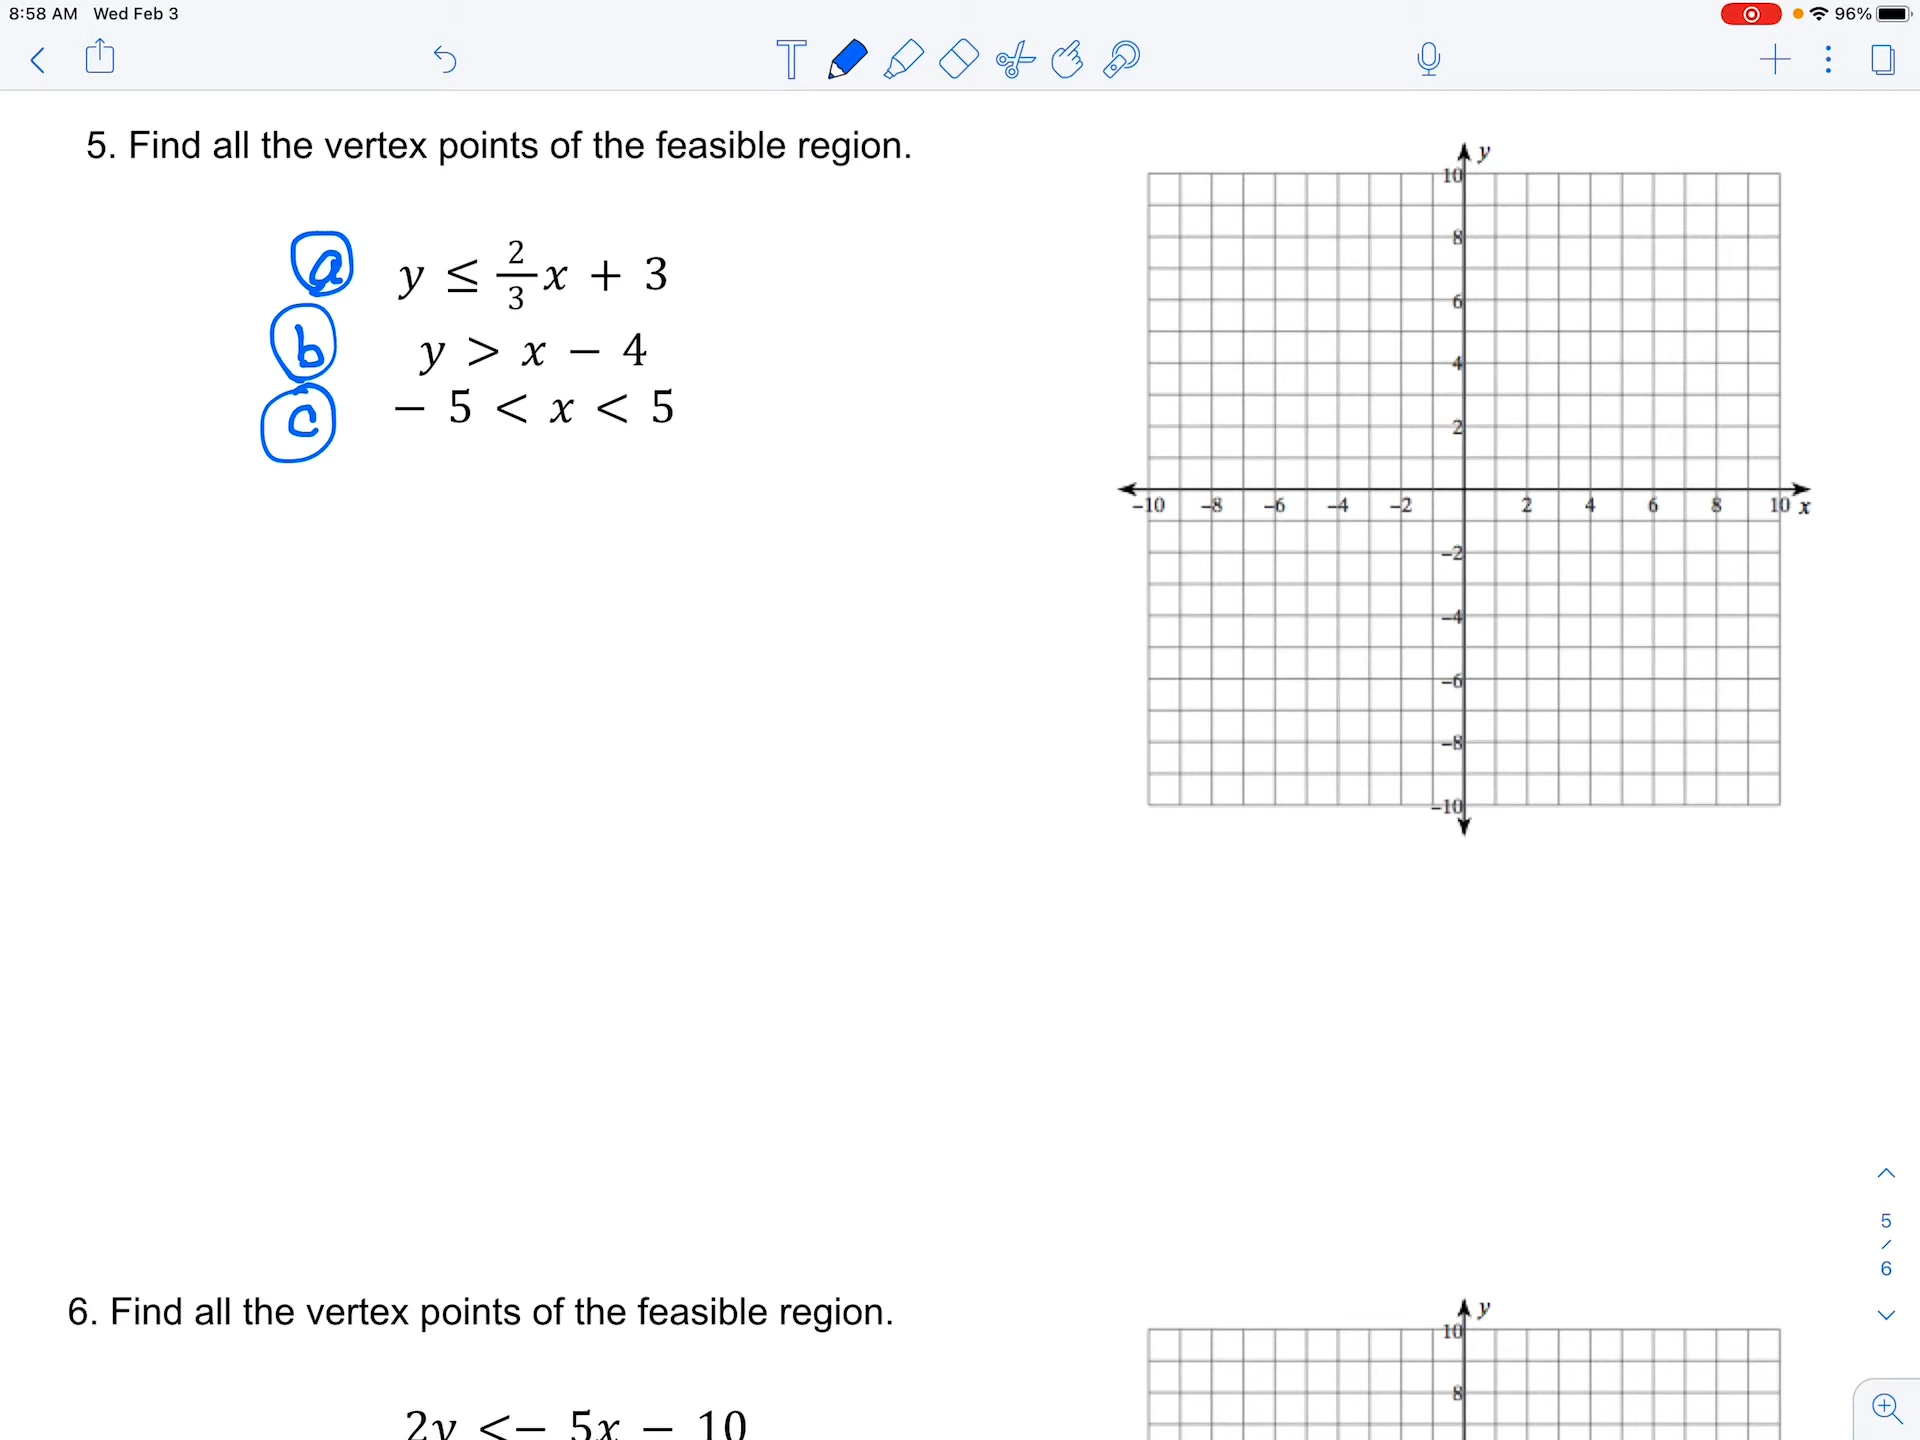 8:58 AM Wed Feb 3
96%
T
5. Find all the vertex points of the feasible region.
a y ≤ 2/3 x + 3
b y > x − 4
c − 5 < x < 5
y
10
8
6
4
2
−10 −8 −6 −4 −2 2 4 6 8 10 x
−2
−4
−6
−8
−10
5
/
6
6. Find all the vertex points of the feasible region.
y
10
8
2y <− 5x − 10